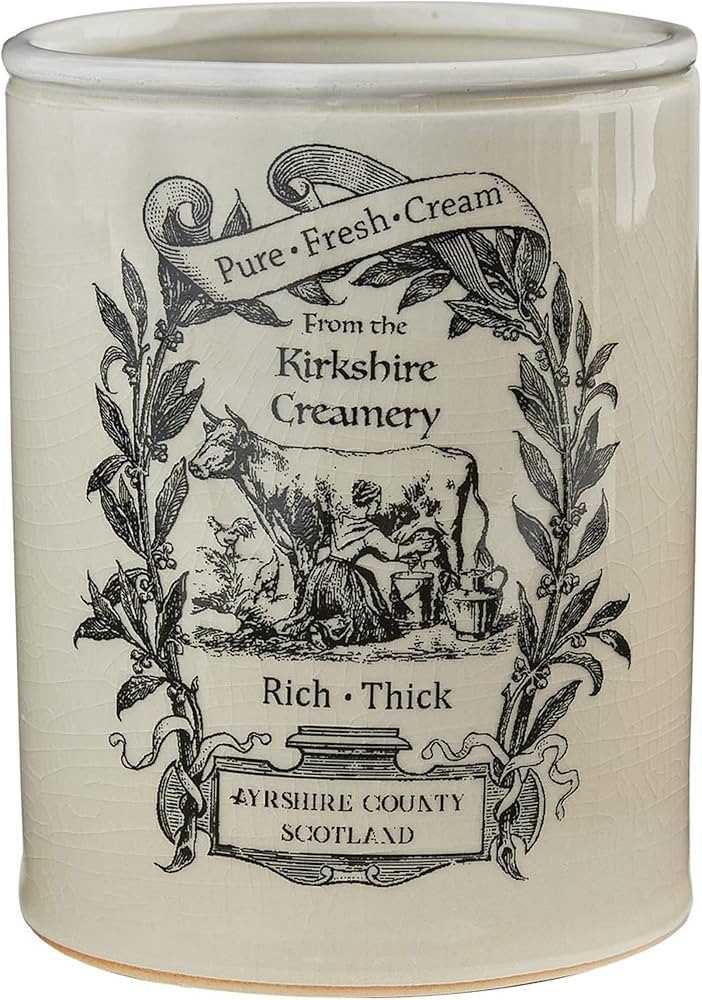 Pure • Fresh • Cream
From the
Kirkshire
Creamery
Rich • Thick
AYRSHIRE COUNTY
SCOTLAND